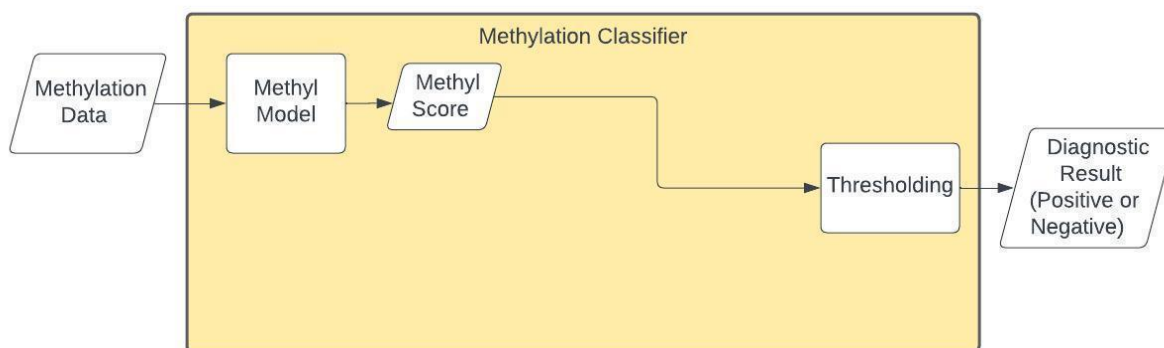 Methylation Classifier
Methylation
Data
Methyl
Model
Methyl
Score
Thresholding
Diagnostic
Result
(Positive or
Negative)